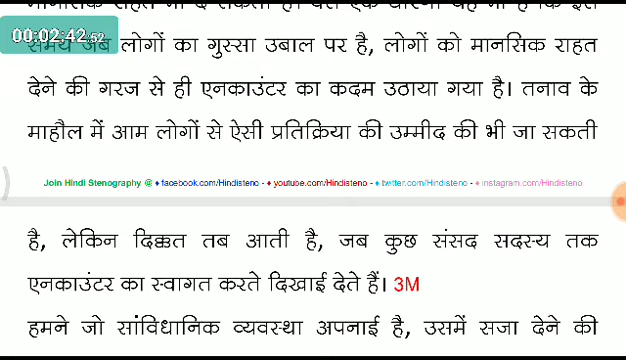 00:02:42.52
समय जब लोगों का गुस्सा उबाल पर है, लोगों को मानसिक राहत
देने की गरज से ही एनकाउंटर का कदम उठाया गया है। तनाव के
माहौल में आम लोगों से ऐसी प्रतिक्रिया की उम्मीद की भी जा सकती
Join Hindi Stenography @ ♦ facebook.com/Hindisteno - ♦ youtube.com/Hindisteno - ♦ twitter.com/Hindisteno - ♦ instagram.com/Hindisteno
है, लेकिन दिक्कत तब आती है, जब कुछ संसद सदस्य तक
एनकाउंटर का स्वागत करते दिखाई देते हैं। 3M
हमने जो सांविधानिक व्यवस्था अपनाई है, उसमें सजा देने की